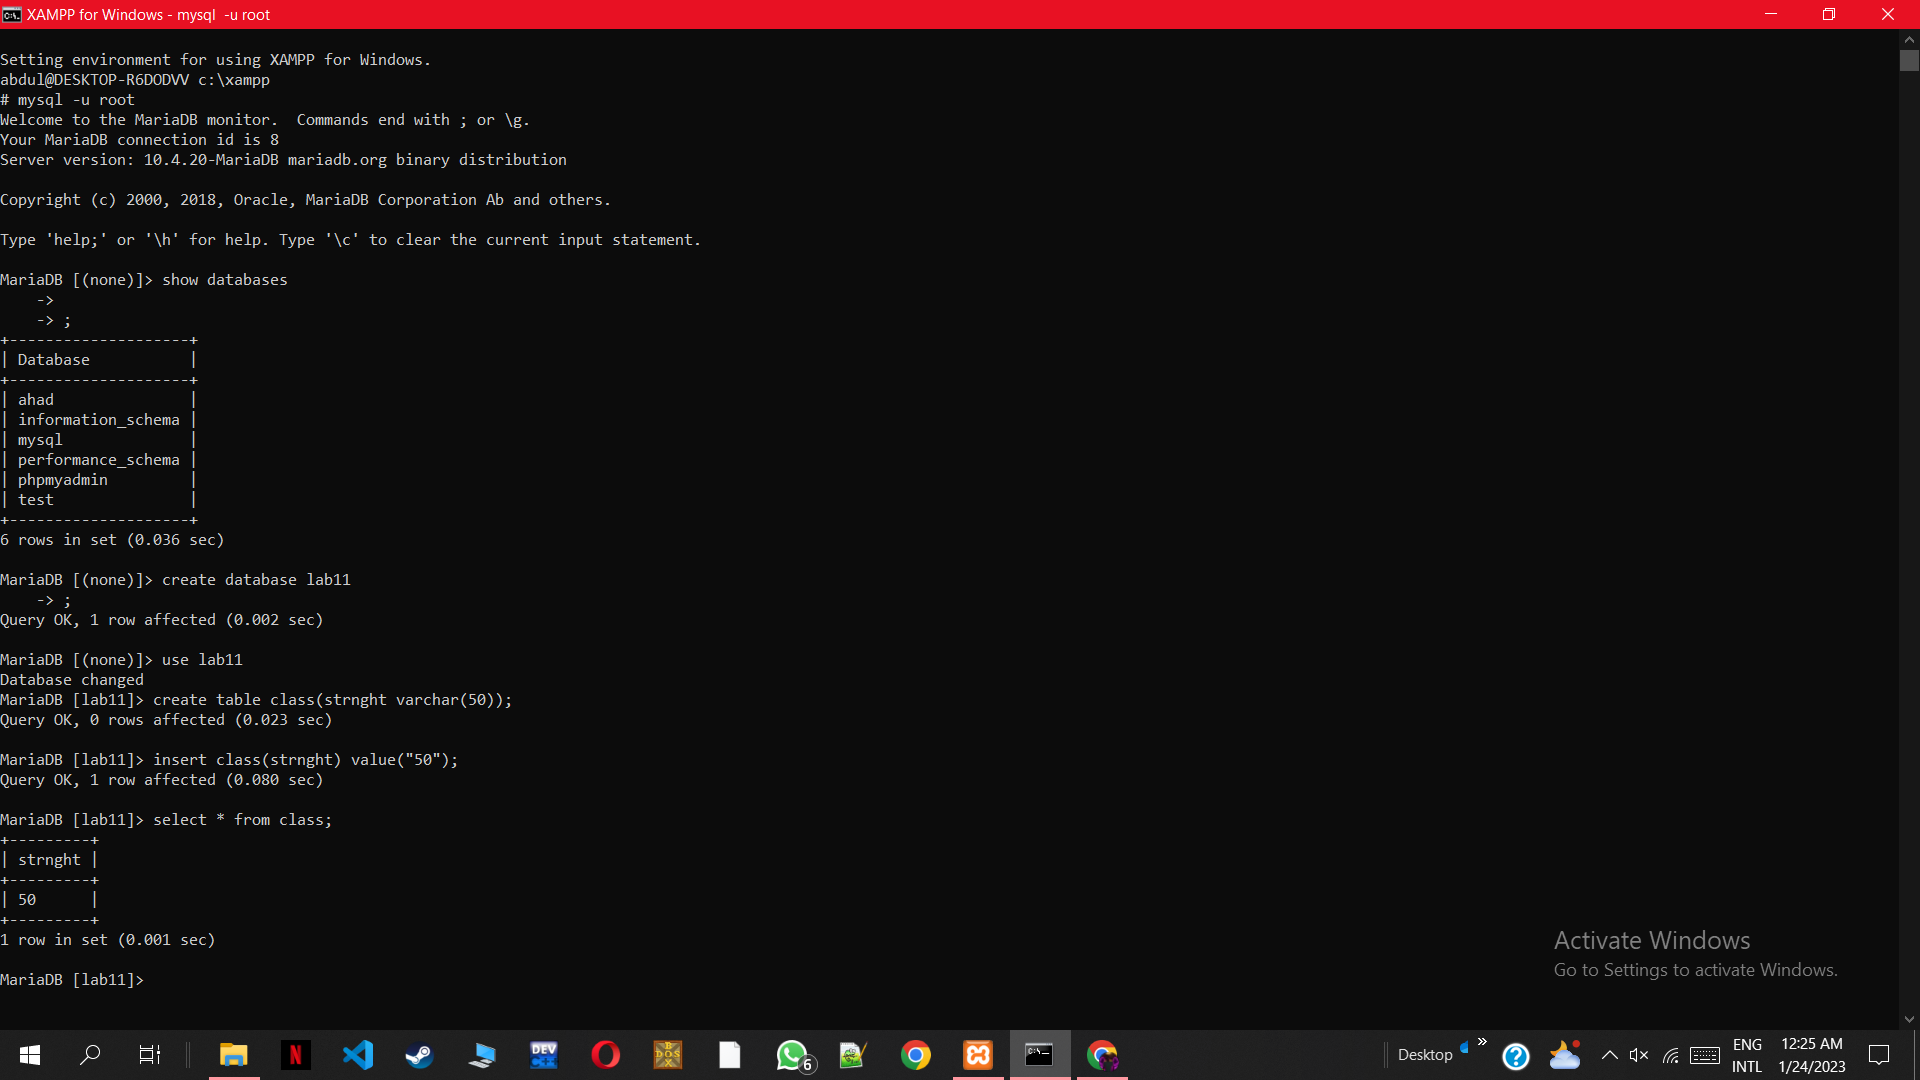 XAMPP for Windows - mysql  -u root
Setting environment for using XAMPP for Windows.
abdul@DESKTOP-R6DODVV c:\xampp
# mysql -u root
Welcome to the MariaDB monitor.  Commands end with ; or \g.
Your MariaDB connection id is 8
Server version: 10.4.20-MariaDB mariadb.org binary distribution

Copyright (c) 2000, 2018, Oracle, MariaDB Corporation Ab and others.

Type 'help;' or '\h' for help. Type '\c' to clear the current input statement.

MariaDB [(none)]> show databases
    ->
    -> ;
+--------------------+
| Database           |
+--------------------+
| ahad               |
| information_schema |
| mysql              |
| performance_schema |
| phpmyadmin         |
| test               |
+--------------------+
6 rows in set (0.036 sec)

MariaDB [(none)]> create database lab11
    -> ;
Query OK, 1 row affected (0.002 sec)

MariaDB [(none)]> use lab11
Database changed
MariaDB [lab11]> create table class(strnght varchar(50));
Query OK, 0 rows affected (0.023 sec)

MariaDB [lab11]> insert class(strnght) value("50");
Query OK, 1 row affected (0.080 sec)

MariaDB [lab11]> select * from class;
+---------+
| strnght |
+---------+
| 50      |
+---------+
1 row in set (0.001 sec)

MariaDB [lab11]>
Activate Windows
Go to Settings to activate Windows.
N
DEV
C++
DOS
6
Desktop
ENG
INTL
12:25 AM
1/24/2023